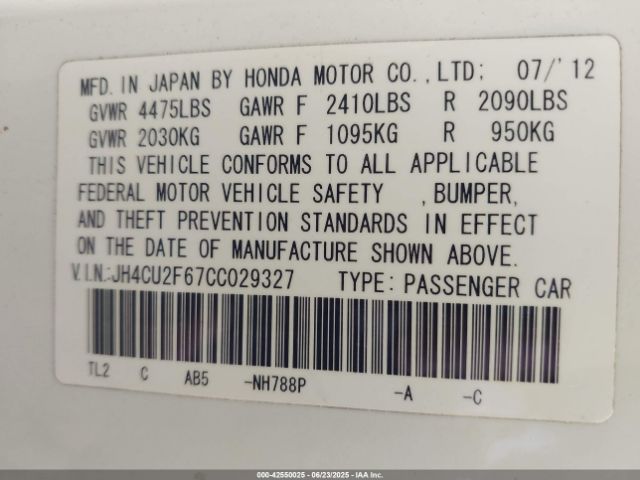 MFD. IN JAPAN BY HONDA MOTOR CO.,LTD: 07/'12
GVWR 4475LBS GAWR F 2410LBS R 2090LBS
GVWR 2030KG GAWR F 1095KG R 950KG
THIS VEHICLE CONFORMS TO ALL APPLICABLE
FEDERAL MOTOR VEHICLE SAFETY ,BUMPER,
AND THEFT PREVENTION STANDARDS IN EFFECT
ON THE DATE OF MANUFACTURE SHOWN ABOVE.
V.I.N.:JH4CU2F67CC029327 TYPE: PASSENGER CAR
TL2 C AB5 -NH788P -A -C
000-42550025 - 06/23/2025 - IAA Inc.